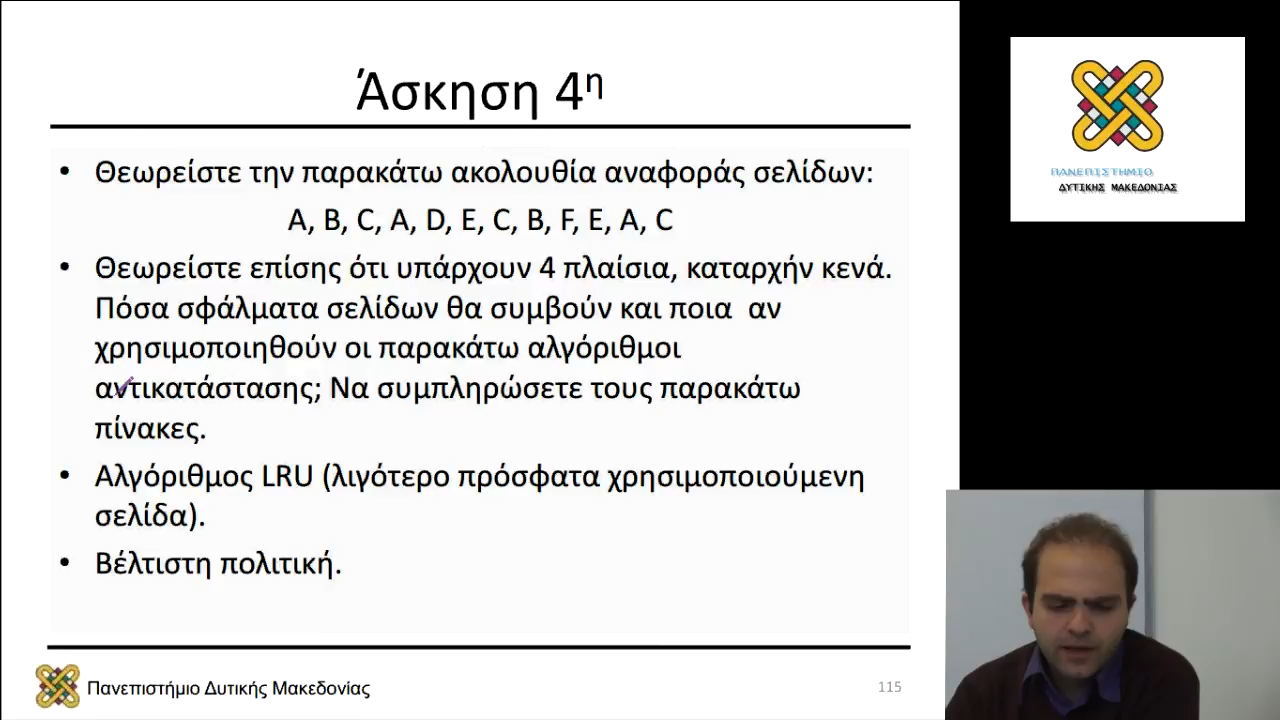 Άσκηση 4η
• Θεωρείστε την παρακάτω ακολουθία αναφοράς σελίδων:
A, B, C, A, D, E, C, B, F, E, A, C
• Θεωρείστε επίσης ότι υπάρχουν 4 πλαίσια, καταρχήν κενά.
Πόσα σφάλματα σελίδων θα συμβούν και ποια αν
χρησιμοποιηθούν οι παρακάτω αλγόριθμοι
αντικατάστασης; Να συμπληρώσετε τους παρακάτω
πίνακες.
• Αλγόριθμος LRU (λιγότερο πρόσφατα χρησιμοποιούμενη
σελίδα).
• Βέλτιστη πολιτική.
Πανεπιστήμιο Δυτικής Μακεδονίας
115
ΠΑΝΕΠΙΣΤΗΜΙΟ
ΔΥΤΙΚΗΣ ΜΑΚΕΔΟΝΙΑΣ